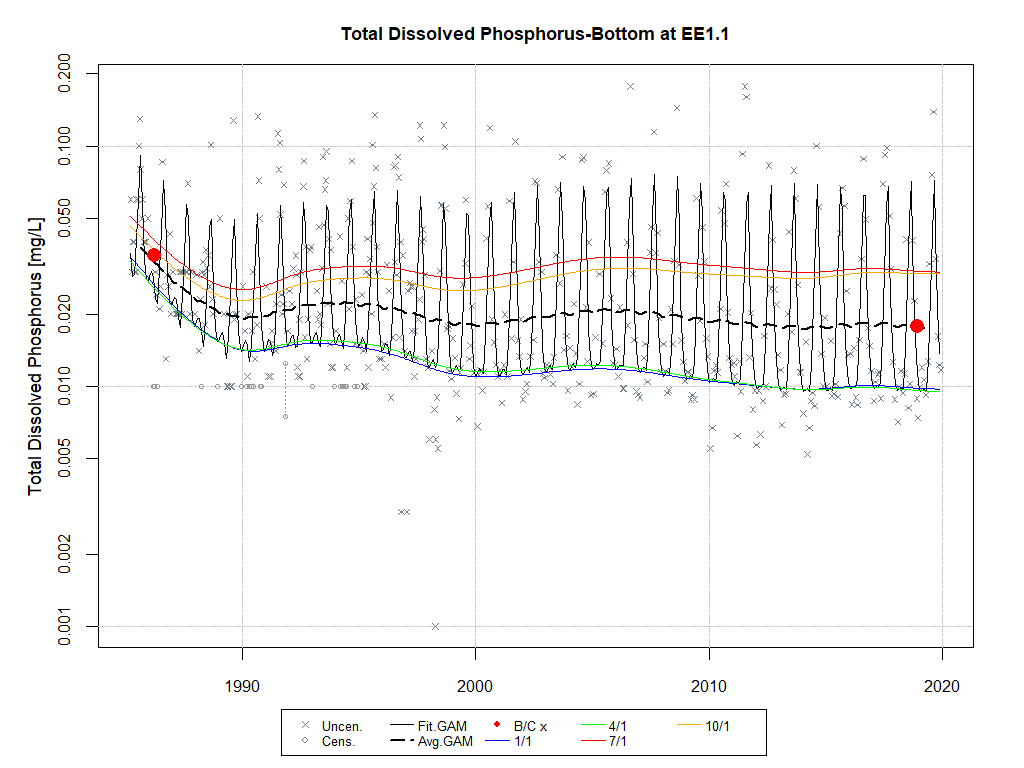 Total Dissolved Phosphorus-Bottom at EE1.1
Total Dissolved Phosphorus [mg/L]
0.200
0.100
0.050
0.020
0.010
0.005
0.002
0.001
1990 2000 2010 2020
Uncen. Fit.GAM B/C x 4/1 10/1
Cens. Avg.GAM 1/1 7/1